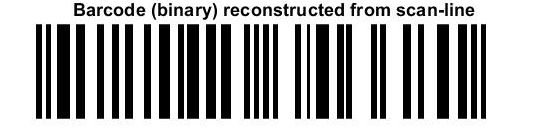 Barcode (binary) reconstructed from scan-line